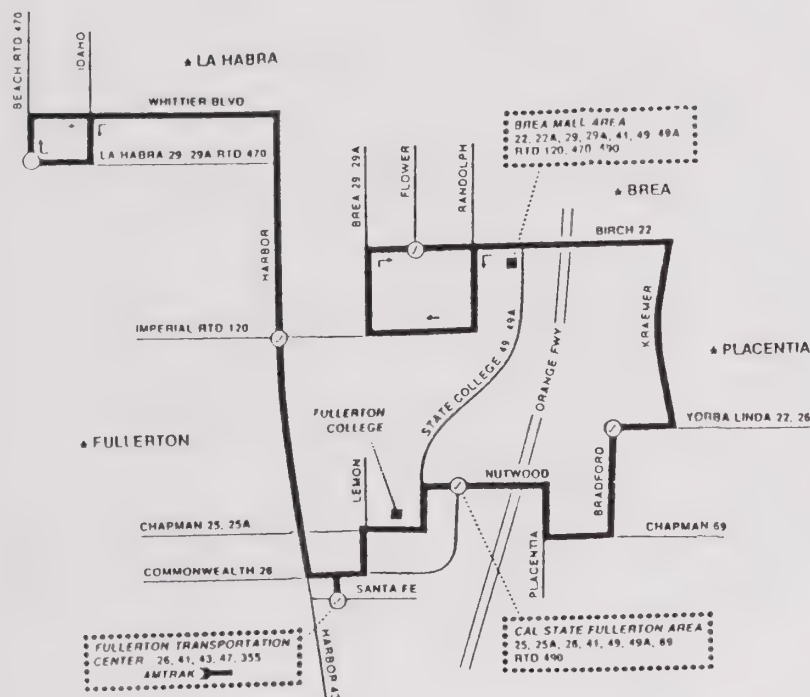 BEACH RTD 470
IDAHO
★ LA HABRA
WHITTIER BLVD
LA HABRA 29 29A RTD 470
BREA MALL AREA
22, 22A, 29, 29A, 41, 49, 49A
RTD 120, 470, 490
BREA 29 29A
FLOWER
RANDOLPH
★ BREA
BIRCH 22
HARBOR
IMPERIAL RTD 120
KRAEMER
★ PLACENTIA
STATE COLLEGE 49 49A
ORANGE FWY
FULLERTON
COLLEGE
★ FULLERTON
YORBA LINDA 22, 26
LEMON
NUTWOOD
BRADFORD
CHAPMAN 25, 25A
CHAPMAN 69
COMMONWEALTH 26
PLACENTIA
SANTA FE
FULLERTON TRANSPORTATION
CENTER 26, 41, 43, 47, 355
AMTRAK
HARBOR
CAL STATE FULLERTON AREA
25, 25A, 26, 41, 49, 49A, 69
RTD 490